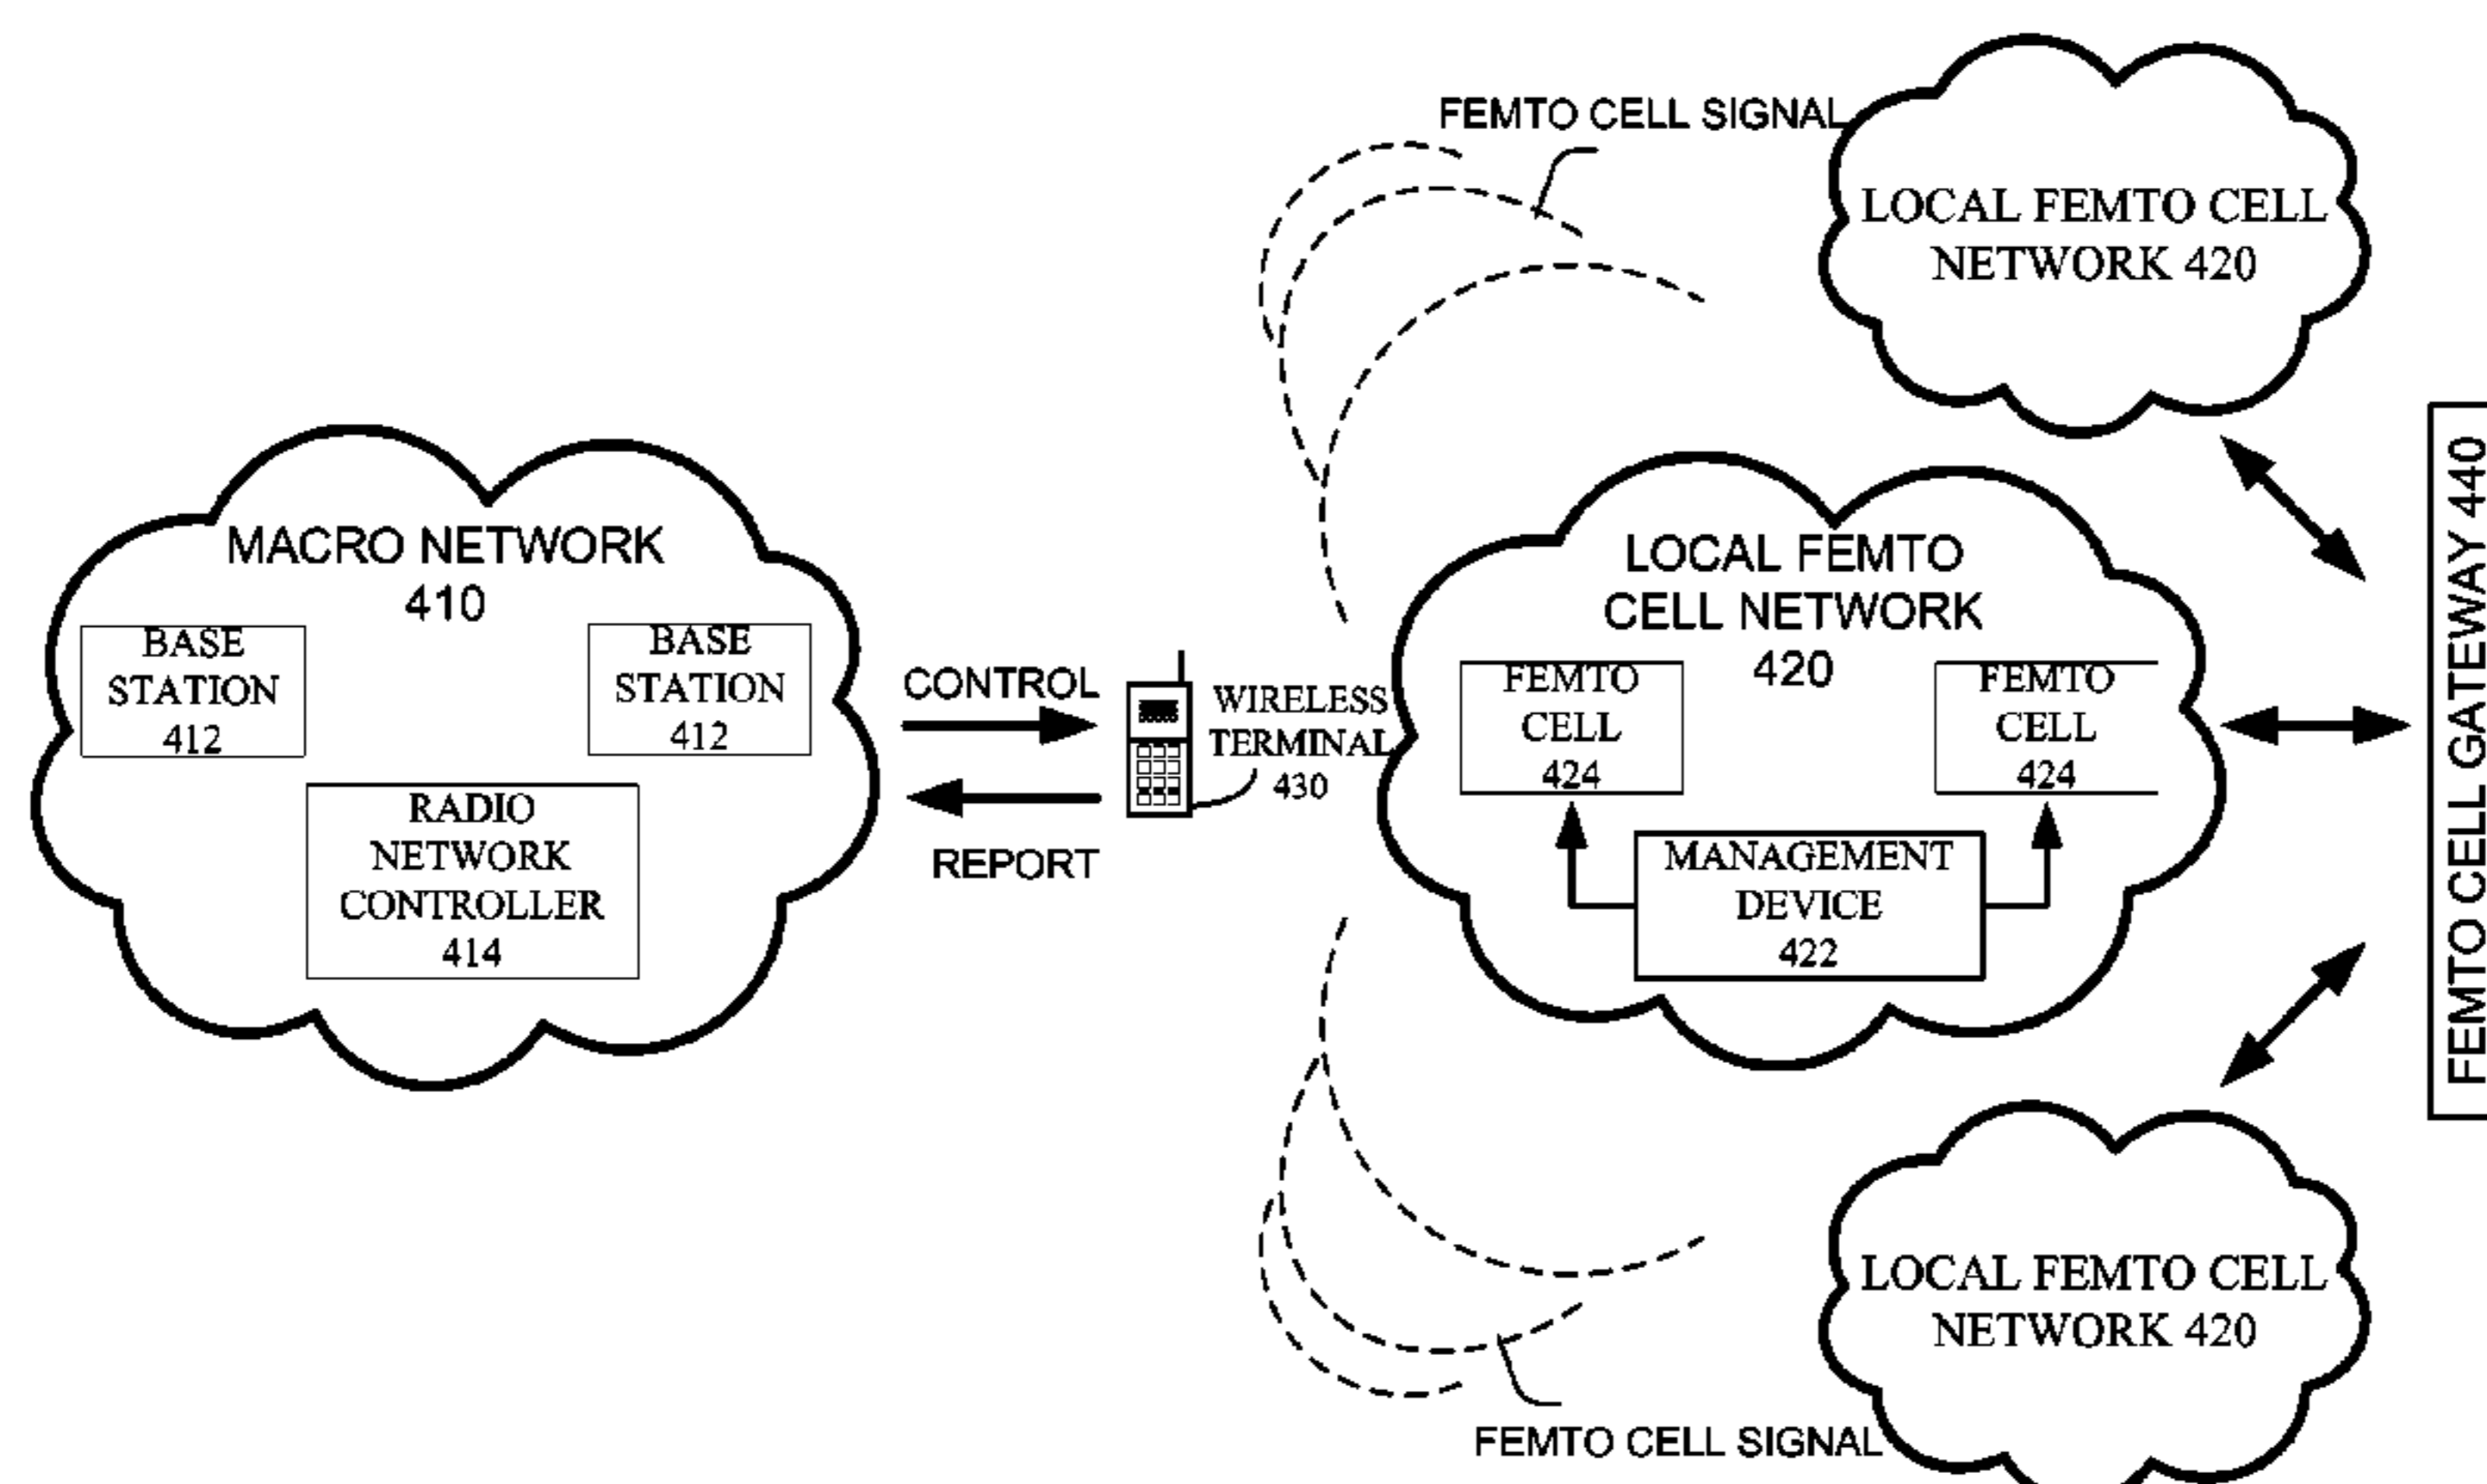 FEMTO CELL SIGNAL
LOCAL FEMTO CELL
NETWORK 420
MACRO NETWORK
410
BASE
STATION
412
BASE
STATION
412
RADIO
NETWORK
CONTROLLER
414
CONTROL
REPORT
WIRELESS
TERMINAL
430
LOCAL FEMTO
CELL NETWORK
420
FEMTO
CELL
424
FEMTO
CELL
424
MANAGEMENT
DEVICE
422
FEMTO CELL GATEWAY 440
LOCAL FEMTO CELL
NETWORK 420
FEMTO CELL SIGNAL